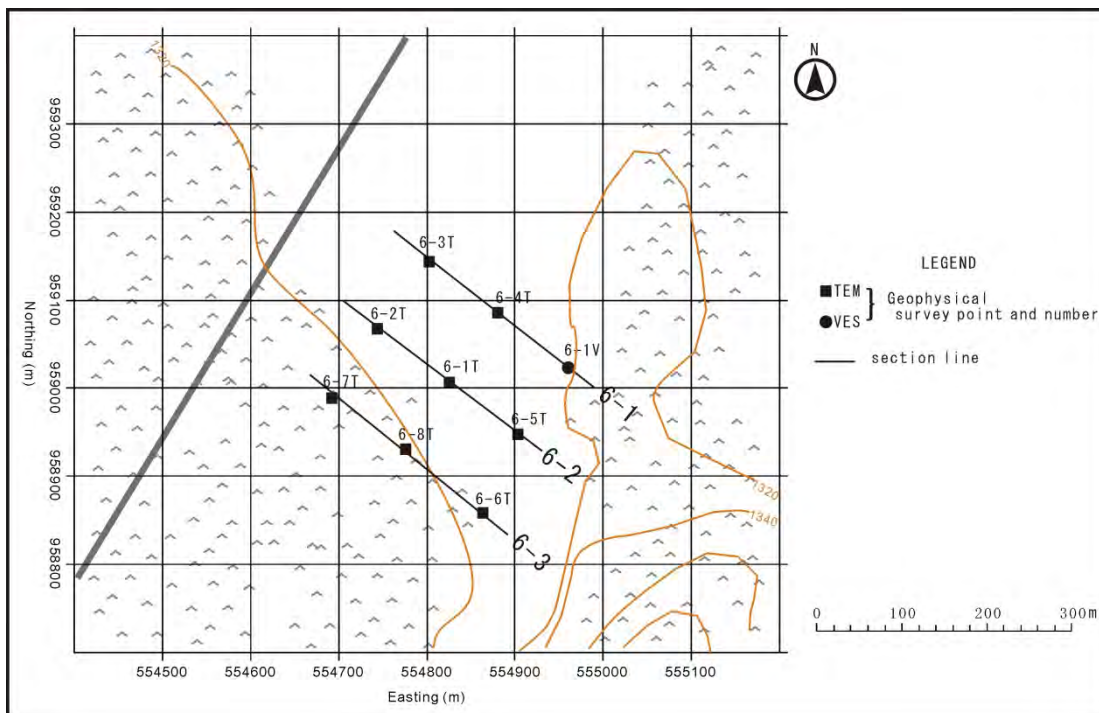 1320
N
959300
959200
959100
959000
958900
958800
Northing (m)
6-3T
6-4T
6-1V
6-1
6-2T
6-1T
6-5T
6-2
6-7T
6-8T
6-6T
6-3
1320
1340
554500
554600
554700
554800
554900
555000
555100
Easting (m)
LEGEND
TEM
VES
Geophysical
survey point and number
section line
0 100 200 300m